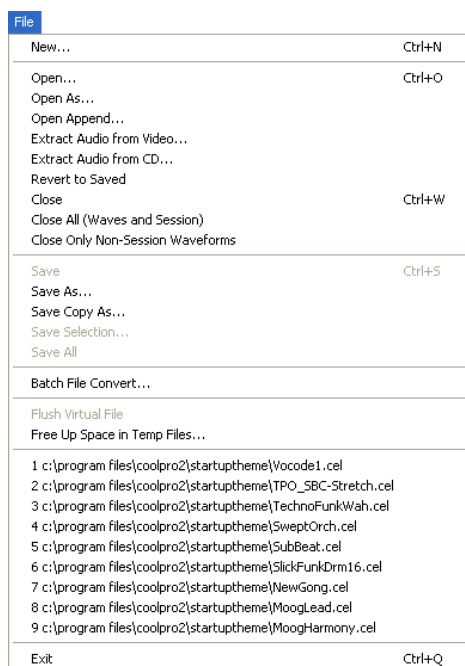 File
New... Ctrl+N
Open... Ctrl+O
Open As...
Open Append...
Extract Audio from Video...
Extract Audio from CD...
Revert to Saved
Close Ctrl+W
Close All (Waves and Session)
Close Only Non-Session Waveforms
Save Ctrl+S
Save As...
Save Copy As...
Save Selection...
Save All
Batch File Convert...
Flush Virtual File
Free Up Space in Temp Files...
1 c:\program files\coolpro2\startuptheme\Vocode1.cel
2 c:\program files\coolpro2\startuptheme\TPO_SBC-Stretch.cel
3 c:\program files\coolpro2\startuptheme\TechnoFunkWah.cel
4 c:\program files\coolpro2\startuptheme\SweptOrch.cel
5 c:\program files\coolpro2\startuptheme\SubBeat.cel
6 c:\program files\coolpro2\startuptheme\SlickFunkDrm16.cel
7 c:\program files\coolpro2\startuptheme\NewGong.cel
8 c:\program files\coolpro2\startuptheme\MoogLead.cel
9 c:\program files\coolpro2\startuptheme\MoogHarmony.cel
Exit Ctrl+Q